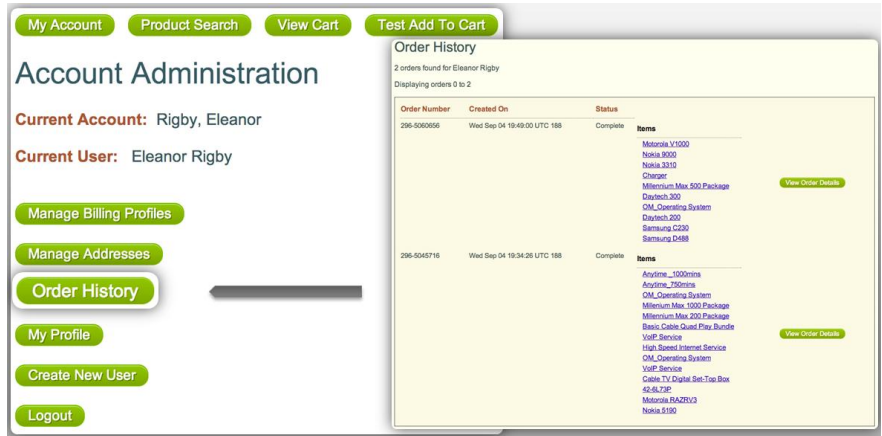 My Account Product Search View Cart Test Add To Cart
Account Administration
Current Account: Rigby, Eleanor
Current User: Eleanor Rigby
Manage Billing Profiles
Manage Addresses
Order History
My Profile
Create New User
Logout
Order History
2 orders found for Eleanor Rigby
Displaying orders 0 to 2
Order Number Created On Status
296-5060656 Wed Sep 04 19:49:00 UTC 188 Complete Items
Motorola V1000
Nokia 9000
Nokia 3310
Charger
Millennium Max 500 Package
Daytech 300
View Order Details
OM_Operating System
Daytech 200
Samsung C230
Samsung D488
296-5045716 Wed Sep 04 19:34:26 UTC 188 Complete Items
Anytime _1000mins
Anytime_750mins
OM_Operating System
Millenium Max 1000 Package
Millennium Max 200 Package
Basic Cable Quad Play Bundle
VoIP Service
View Order Details
High Speed Internet Service
OM_Operating System
VoIP Service
Cable TV Digital Set-Top Box
42-6L73P
Motorola RAZRV3
Nokia 5190